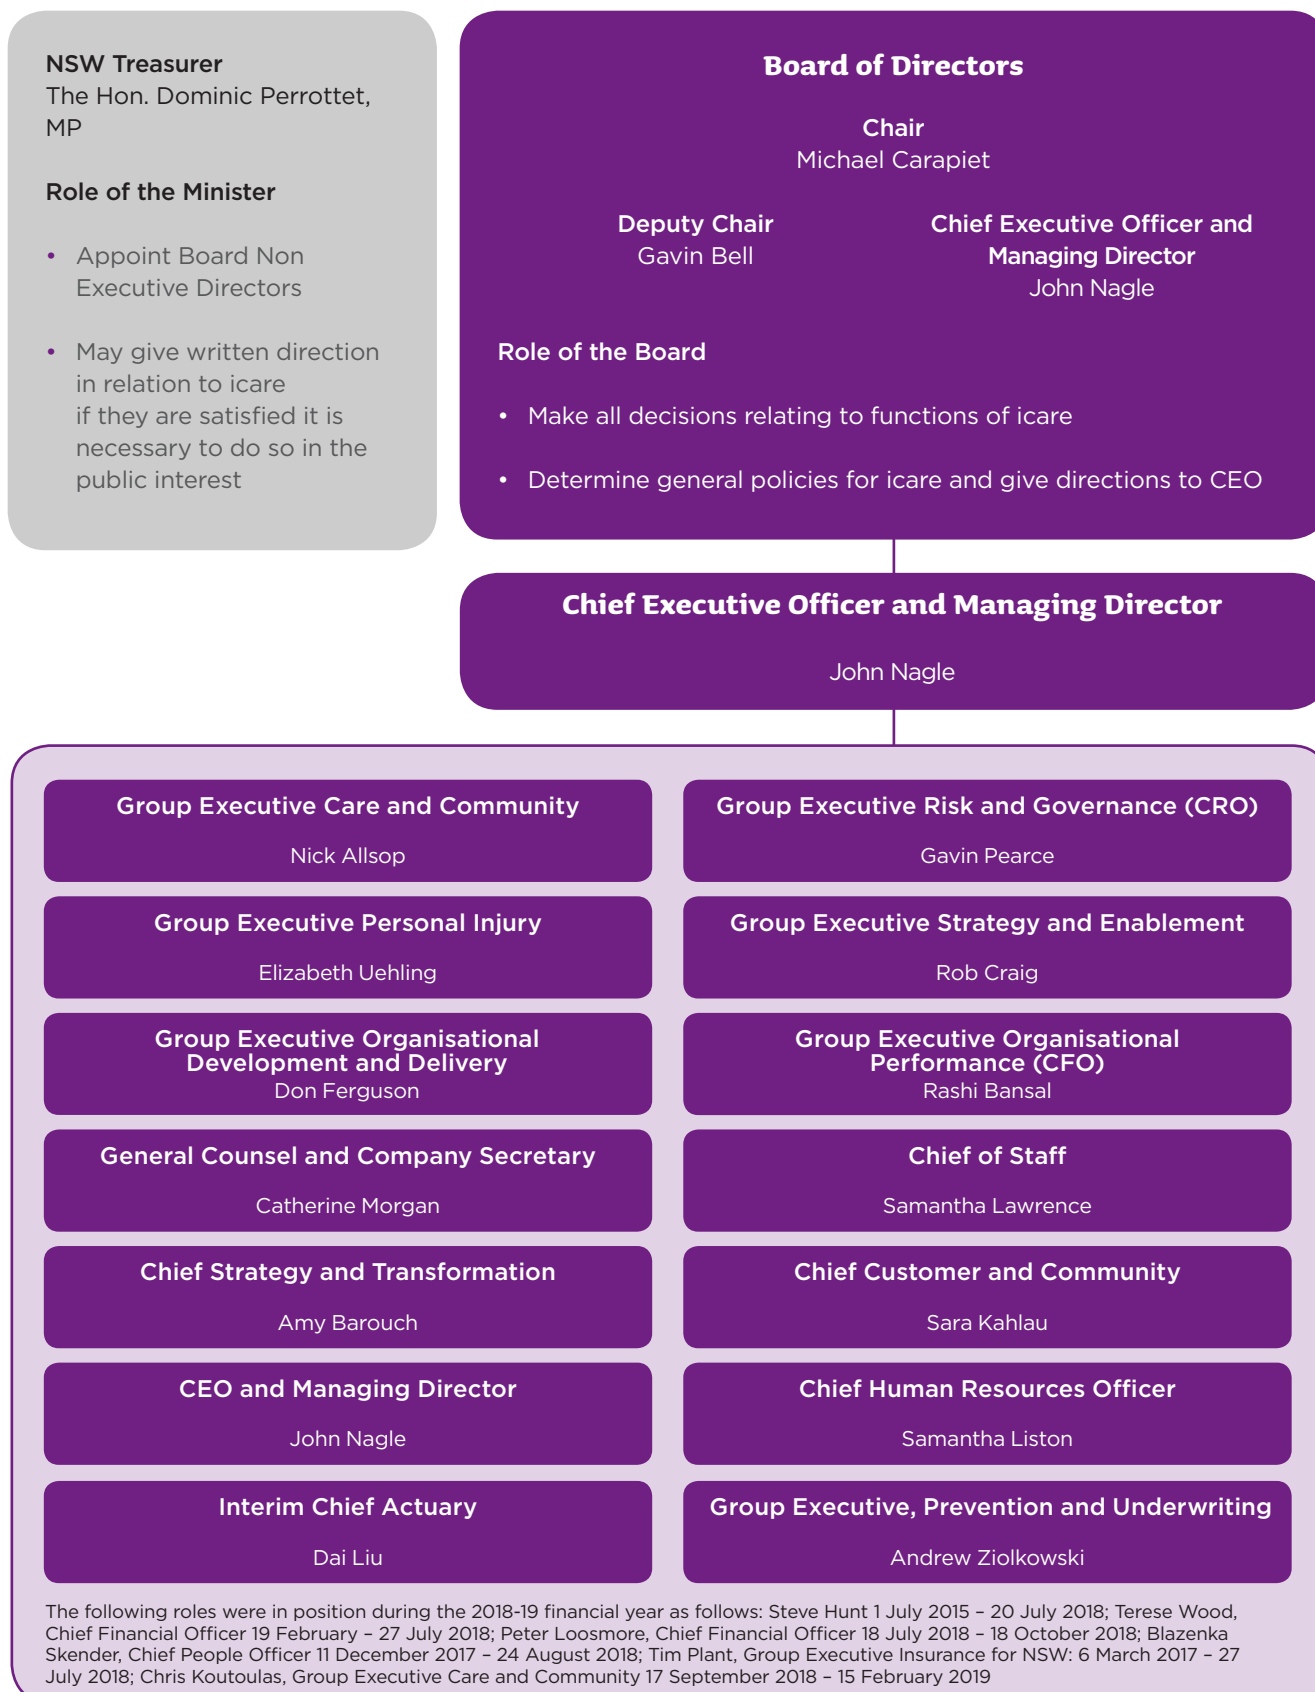 NSW Treasurer
The Hon. Dominic Perrottet,
MP
Role of the Minister
• Appoint Board Non
Executive Directors
• May give written direction
in relation to icare
if they are satisfied it is
necessary to do so in the
public interest
Board of Directors
Chair
Michael Carapiet
Deputy Chair
Gavin Bell
Chief Executive Officer and
Managing Director
John Nagle
Role of the Board
• Make all decisions relating to functions of icare
• Determine general policies for icare and give directions to CEO
Chief Executive Officer and Managing Director
John Nagle
Group Executive Care and Community
Nick Allsop
Group Executive Risk and Governance (CRO)
Gavin Pearce
Group Executive Personal Injury
Elizabeth Uehling
Group Executive Strategy and Enablement
Rob Craig
Group Executive Organisational
Development and Delivery
Don Ferguson
Group Executive Organisational
Performance (CFO)
Rashi Bansal
General Counsel and Company Secretary
Catherine Morgan
Chief of Staff
Samantha Lawrence
Chief Strategy and Transformation
Amy Barouch
Chief Customer and Community
Sara Kahlau
CEO and Managing Director
John Nagle
Chief Human Resources Officer
Samantha Liston
Interim Chief Actuary
Dai Liu
Group Executive, Prevention and Underwriting
Andrew Ziolkowski
The following roles were in position during the 2018-19 financial year as follows: Steve Hunt 1 July 2015 – 20 July 2018; Terese Wood,
Chief Financial Officer 19 February – 27 July 2018; Peter Loosmore, Chief Financial Officer 18 July 2018 – 18 October 2018; Blazenka
Skender, Chief People Officer 11 December 2017 – 24 August 2018; Tim Plant, Group Executive Insurance for NSW: 6 March 2017 – 27
July 2018; Chris Koutoulas, Group Executive Care and Community 17 September 2018 – 15 February 2019